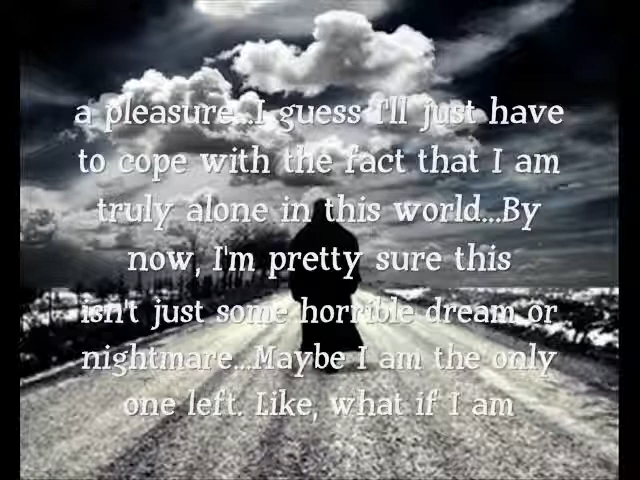 a pleasure...I guess I'll just have
to cope with the fact that I am
truly alone in this world...By
now, I'm pretty sure this
isn't just some horrible dream or
nightmare...Maybe I am the only
one left. Like, what if I am